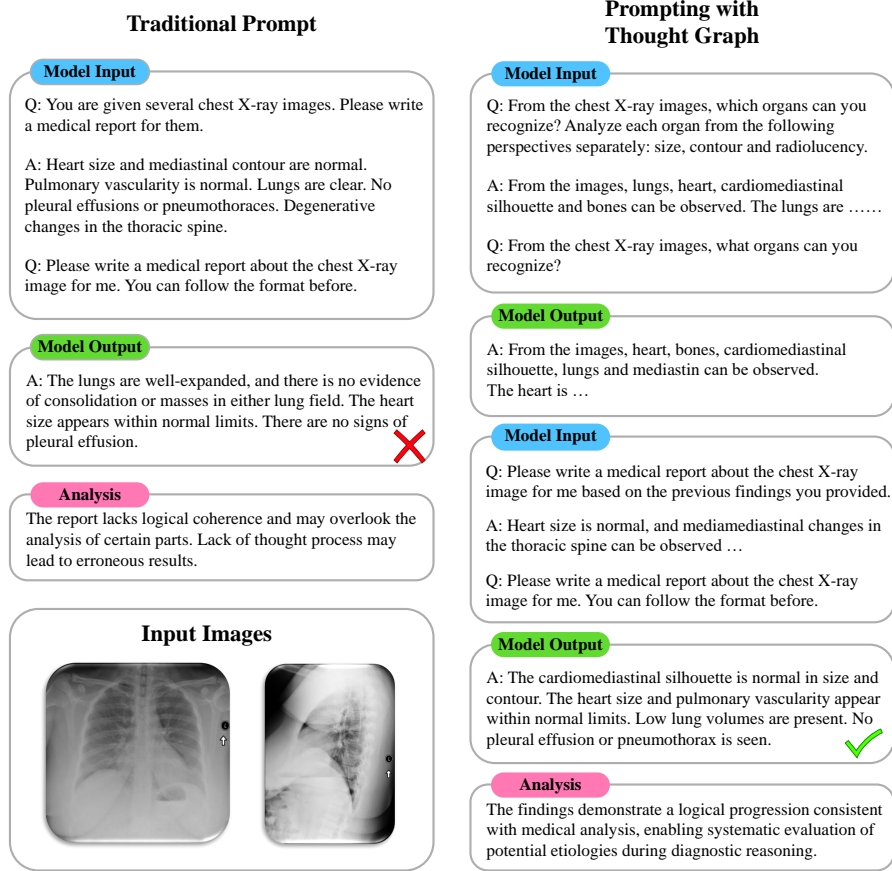 Traditional Prompt
Model Input
Q: You are given several chest X-ray images. Please write
a medical report for them.
A: Heart size and mediastinal contour are normal.
Pulmonary vascularity is normal. Lungs are clear. No
pleural effusions or pneumothoraces. Degenerative
changes in the thoracic spine.
Q: Please write a medical report about the chest X-ray
image for me. You can follow the format before.
Model Output
A: The lungs are well-expanded, and there is no evidence
of consolidation or masses in either lung field. The heart
size appears within normal limits. There are no signs of
pleural effusion.
Analysis
The report lacks logical coherence and may overlook the
analysis of certain parts. Lack of thought process may
lead to erroneous results.
Input Images
Prompting with
Thought Graph
Model Input
Q: From the chest X-ray images, which organs can you
recognize? Analyze each organ from the following
perspectives separately: size, contour and radiolucency.
A: From the images, lungs, heart, cardiomediastinal
silhouette and bones can be observed. The lungs are ……
Q: From the chest X-ray images, what organs can you
recognize?
Model Output
A: From the images, heart, bones, cardiomediastinal
silhouette, lungs and mediastin can be observed.
The heart is …
Model Input
Q: Please write a medical report about the chest X-ray
image for me based on the previous findings you provided.
A: Heart size is normal, and mediamediastinal changes in
the thoracic spine can be observed …
Q: Please write a medical report about the chest X-ray
image for me. You can follow the format before.
Model Output
A: The cardiomediastinal silhouette is normal in size and
contour. The heart size and pulmonary vascularity appear
within normal limits. Low lung volumes are present. No
pleural effusion or pneumothorax is seen.
Analysis
The findings demonstrate a logical progression consistent
with medical analysis, enabling systematic evaluation of
potential etiologies during diagnostic reasoning.